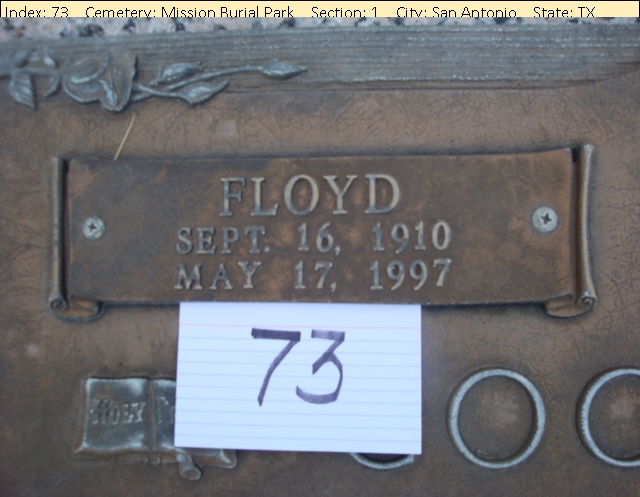 Index: 73 Cemetery: Mission Burial Park Section: 1 City: San Antonio State: TX
FLOYD
SEPT. 16, 1910
MAY 17, 1997
73
HOLY